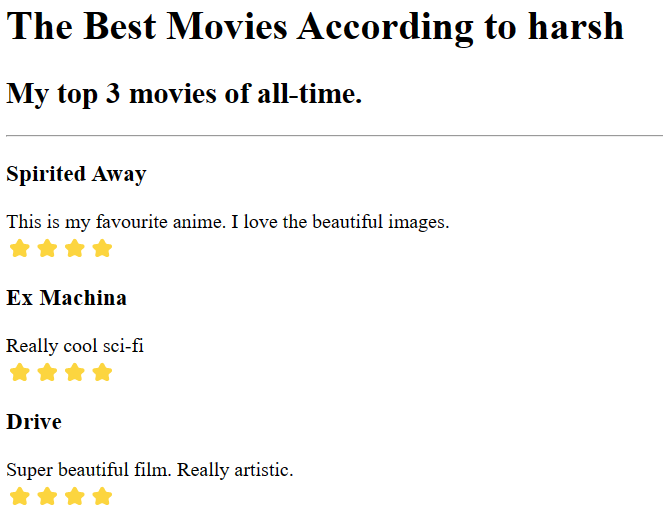 The Best Movies According to harsh
My top 3 movies of all-time.
Spirited Away
This is my favourite anime. I love the beautiful images.
Ex Machina
Really cool sci-fi
Drive
Super beautiful film. Really artistic.